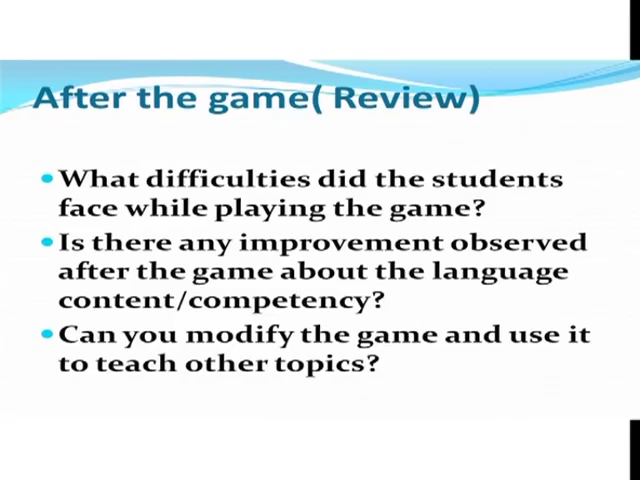 After the game( Review)
• What difficulties did the students
face while playing the game?
• Is there any improvement observed
after the game about the language
content/competency?
• Can you modify the game and use it
to teach other topics?